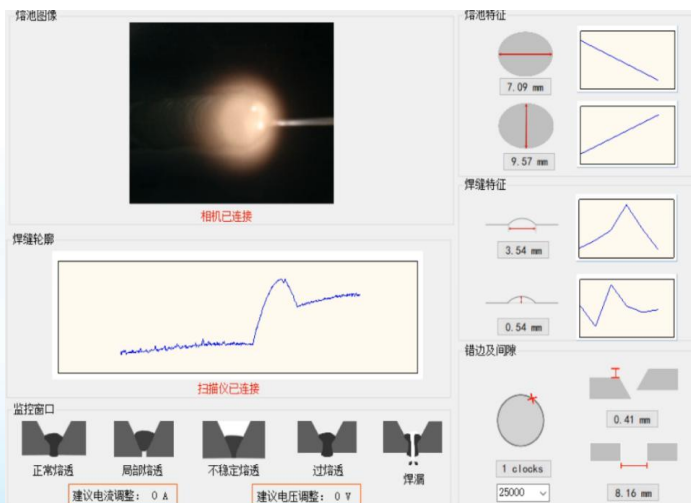 熔池图像
相机已连接
焊缝轮廓
扫描仪已连接
监控窗口
正常熔透
局部熔透
不稳定熔透
过熔透
焊漏
建议电流调整: 0 A
建议电压调整: 0 V
熔池特征
7.09 mm
9.57 mm
焊缝特征
3.54 mm
0.54 mm
错边及间隙
0.41 mm
1 clocks
25000
8.16 mm